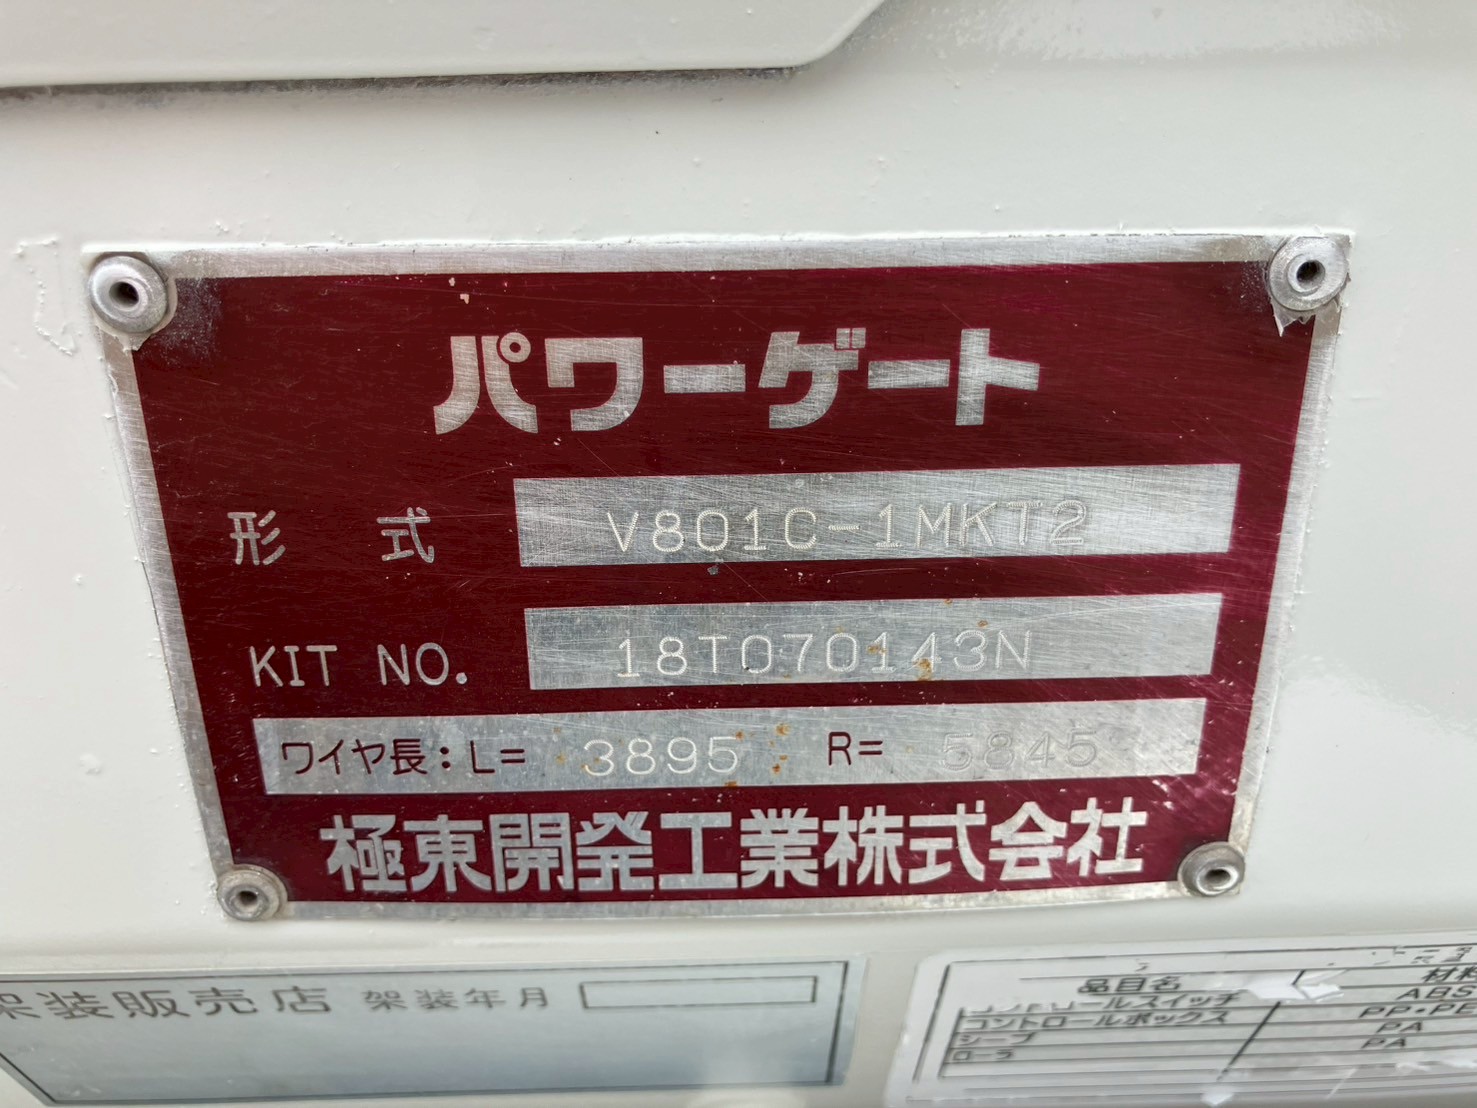 パワーゲート
形 式 V801C-1MKT2
KIT NO. 18T070143N
ワイヤ長:L= 3895 R= 5845
極東開発工業株式会社
架装販売店 架装年月
品目名 材料
コントロールスイッチ ABS
コントロールボックス PP・PE
シーブ PA
ローラ PA